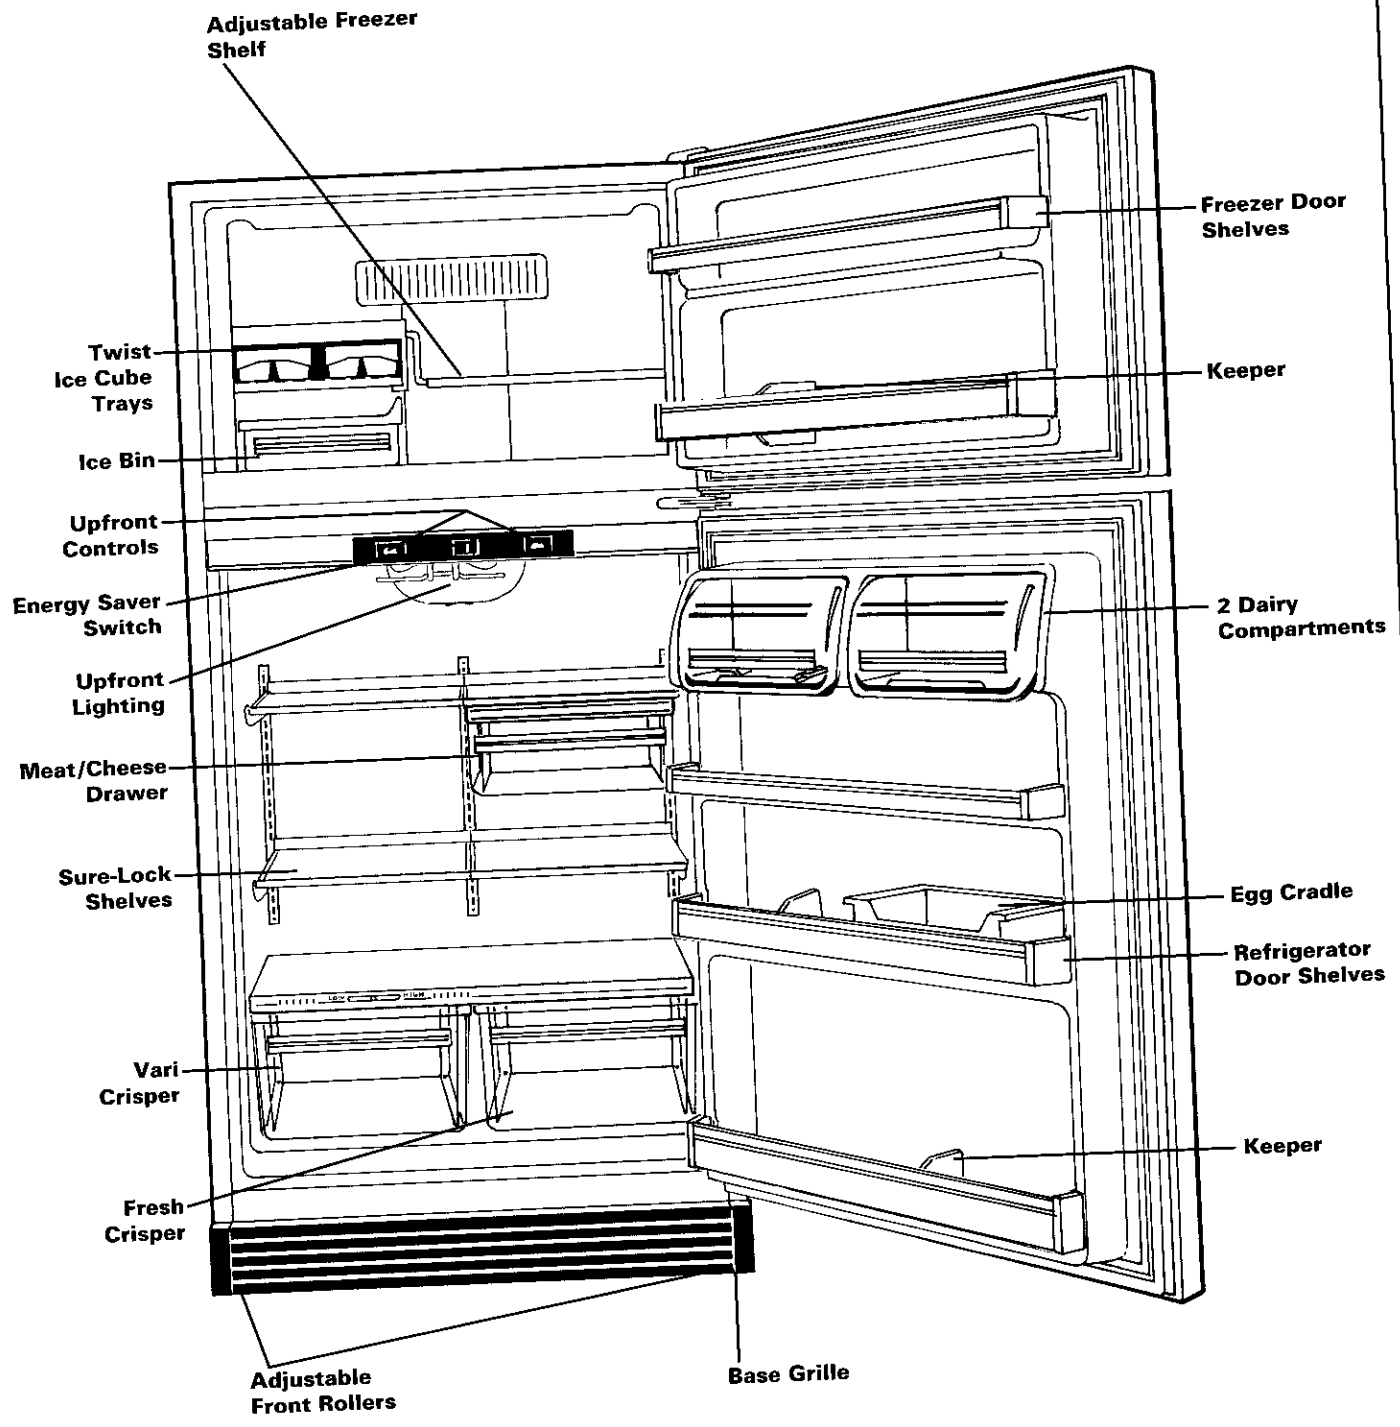 Adjustable Freezer
Shelf
Freezer Door
Shelves
Twist
Ice Cube
Trays
Keeper
Ice Bin
Upfront
Controls
Energy Saver
Switch
2 Dairy
Compartments
Upfront
Lighting
Meat/Cheese
Drawer
Sure-Lock
Shelves
Egg Cradle
Refrigerator
Door Shelves
LOW HIGH
Vari
Crisper
Keeper
Fresh
Crisper
Adjustable
Front Rollers
Base Grille